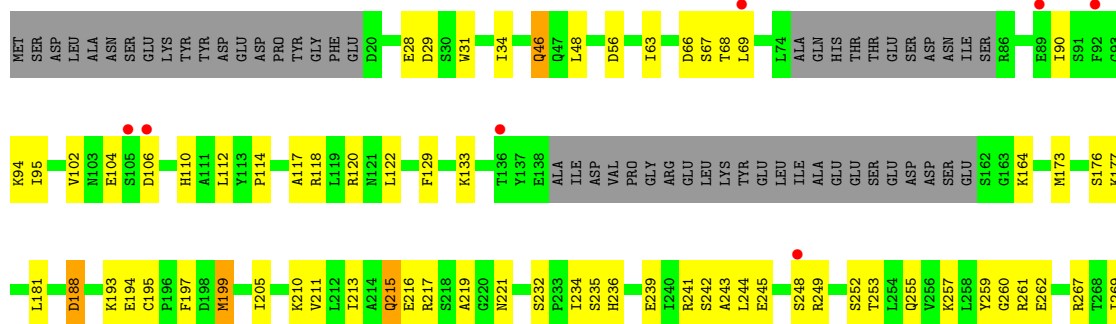 MET SER ASP LEU ALA ASN SER GLU LYS TYR TYR ASP GLU ASP PRO TYR GLY PHE GLU D20 E28 D29 S30 W31 I34 Q46 Q47 L48 D56 I63 D66 S67 T68 L69 L74 ALA GLN HIS THR THR GLU SER ASP ASN ILE SER R86 E89 I90 S91 F92 C93
K94 I95 V102 N103 E104 S105 D106 H110 A111 L112 Y113 P114 A117 R118 L119 R120 N121 L122 F129 K133 T136 Y137 E138 ALA ILE ASP VAL PRO GLY ARG GLU LEU LYS TYR GLU LEU ILE ALA GLU GLU SER GLU ASP ASP SER GLU S162 G163 K164 M173 S176 K177
L181 D188 K193 E194 C195 P196 F197 D198 M199 I205 K210 V211 L212 I213 A214 Q215 E216 R217 S218 A219 G220 N221 S232 P233 I234 S235 H236 E239 I240 R241 S242 A243 L244 E245 S248 R249 S252 T253 L254 Q255 V256 K257 L258 Y259 G260 R261 E262 R267 T268 L269